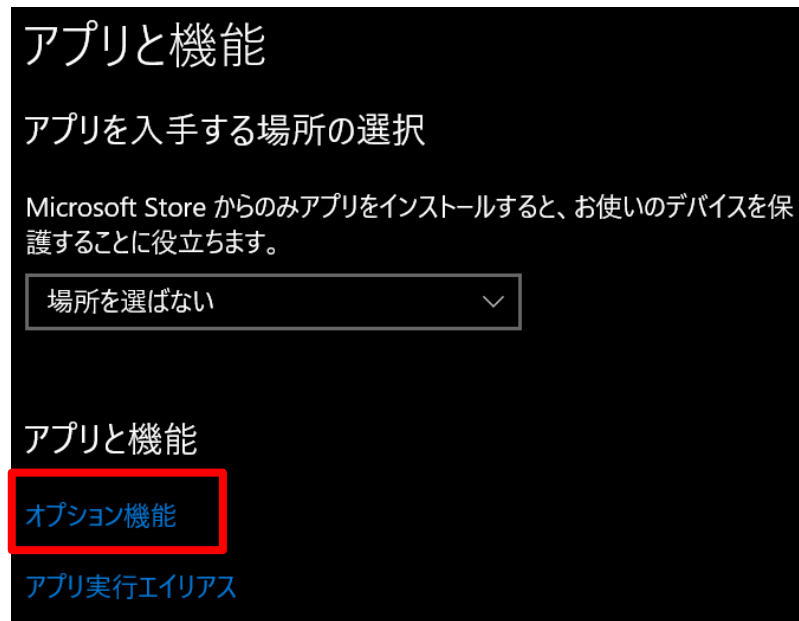 アプリと機能
アプリを入手する場所の選択
Microsoft Store からのみアプリをインストールすると、お使いのデバイスを保
護することに役立ちます。
場所を選ばない
アプリと機能
オプション機能
アプリ実行エイリアス